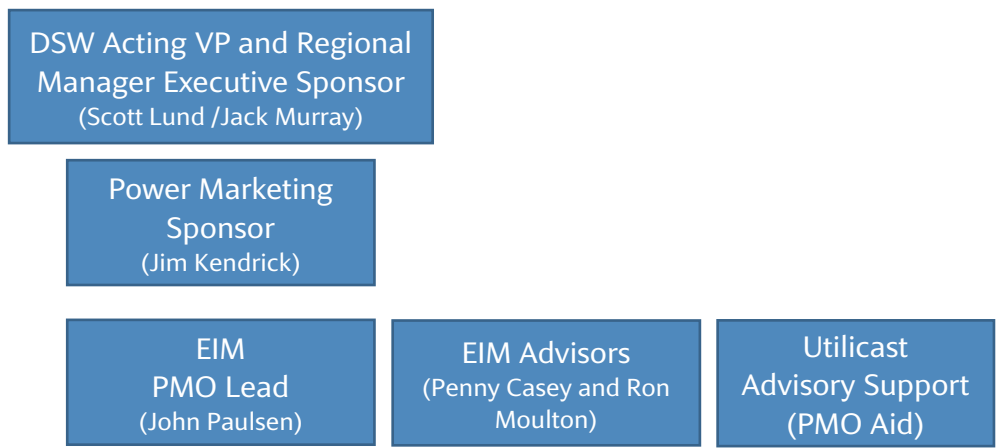 DSW Acting VP and Regional
Manager Executive Sponsor
(Scott Lund /Jack Murray)
Power Marketing
Sponsor
(Jim Kendrick)
EIM
PMO Lead
(John Paulsen)
EIM Advisors
(Penny Casey and Ron
Moulton)
Utilicast
Advisory Support
(PMO Aid)